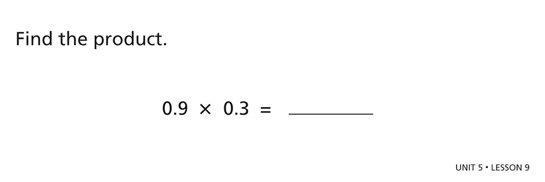 Find the product.
0.9 × 0.3 = ________
UNIT 5 • LESSON 9